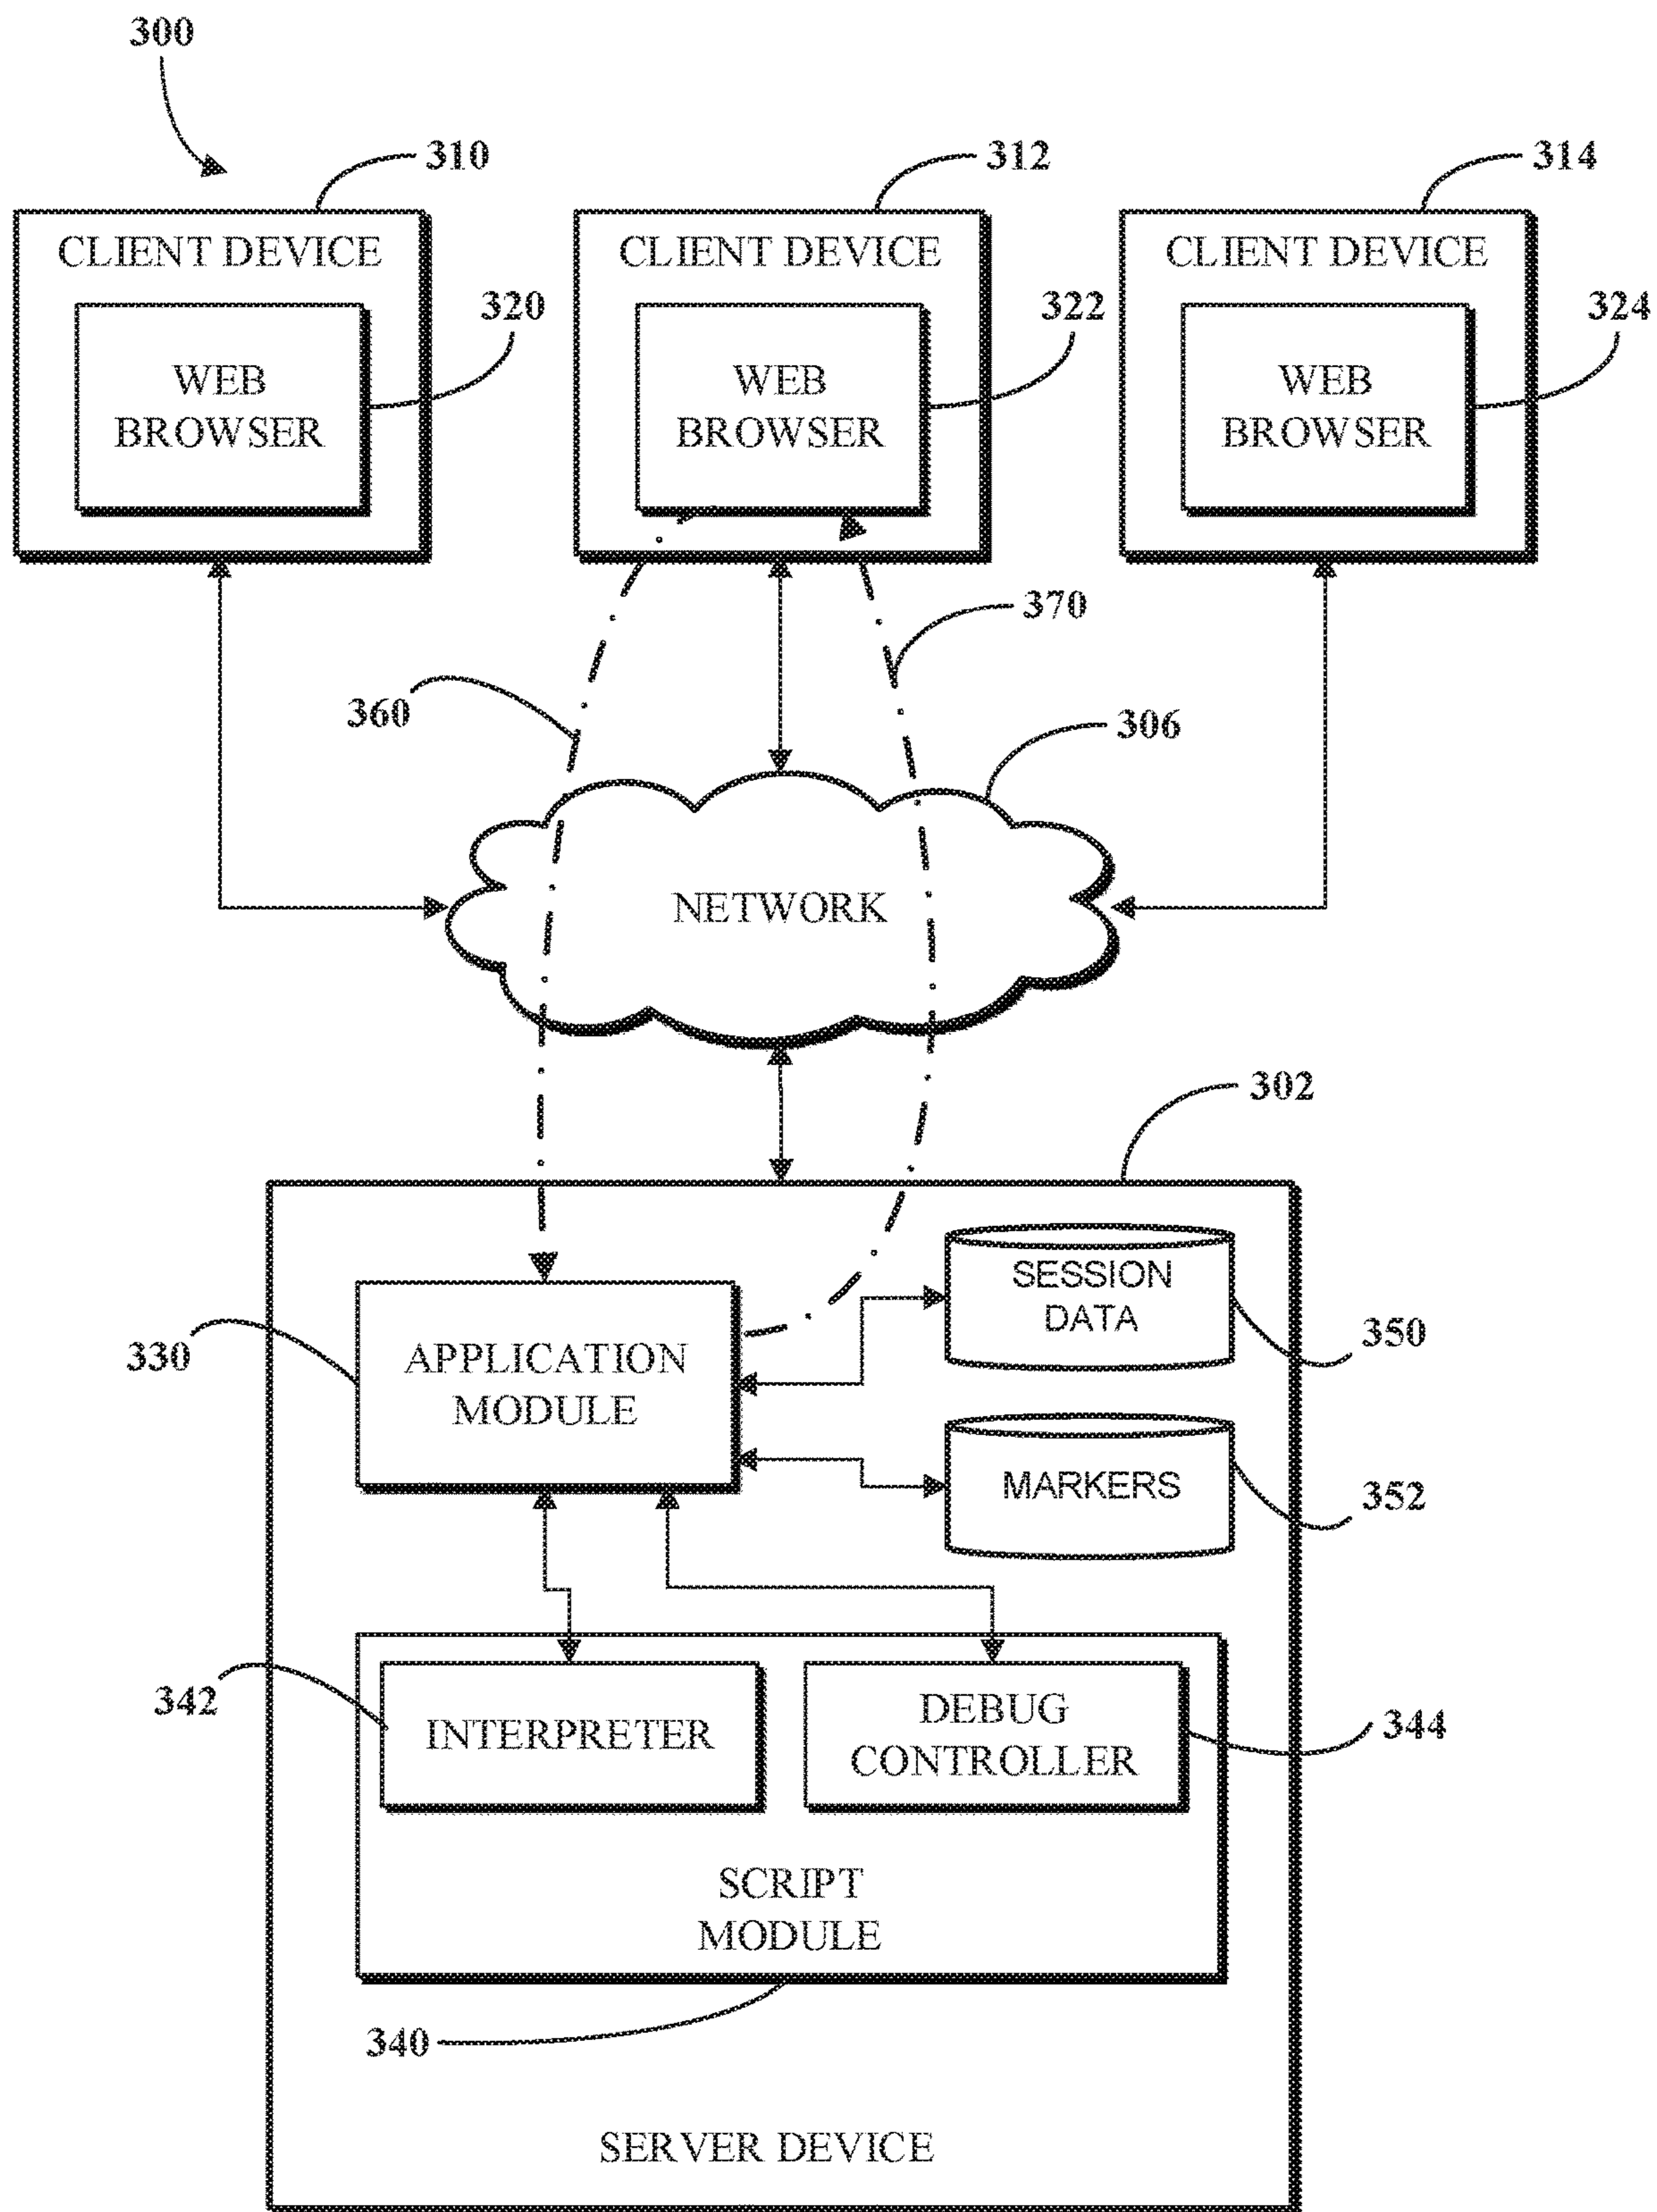 300
310
312
314
CLIENT DEVICE
CLIENT DEVICE
CLIENT DEVICE
320
322
324
WEB
BROWSER
WEB
BROWSER
WEB
BROWSER
370
360
306
NETWORK
302
SESSION
DATA
350
330
APPLICATION
MODULE
MARKERS
352
342
INTERPRETER
DEBUG
CONTROLLER
344
SCRIPT
MODULE
340
SERVER DEVICE